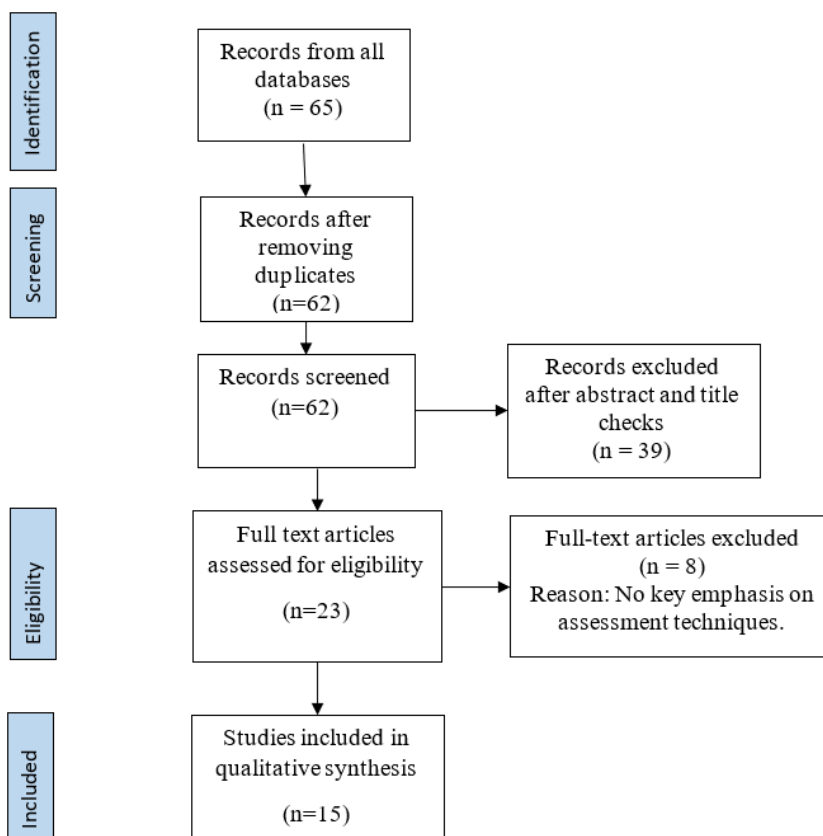 Identification
Records from all
databases
(n = 65)
Screening
Records after
removing
duplicates
(n=62)
Records screened
(n=62)
Records excluded
after abstract and title
checks
(n = 39)
Eligibility
Full text articles
assessed for eligibility
(n=23)
Full-text articles excluded
(n = 8)
Reason: No key emphasis on
assessment techniques.
Included
Studies included in
qualitative synthesis
(n=15)